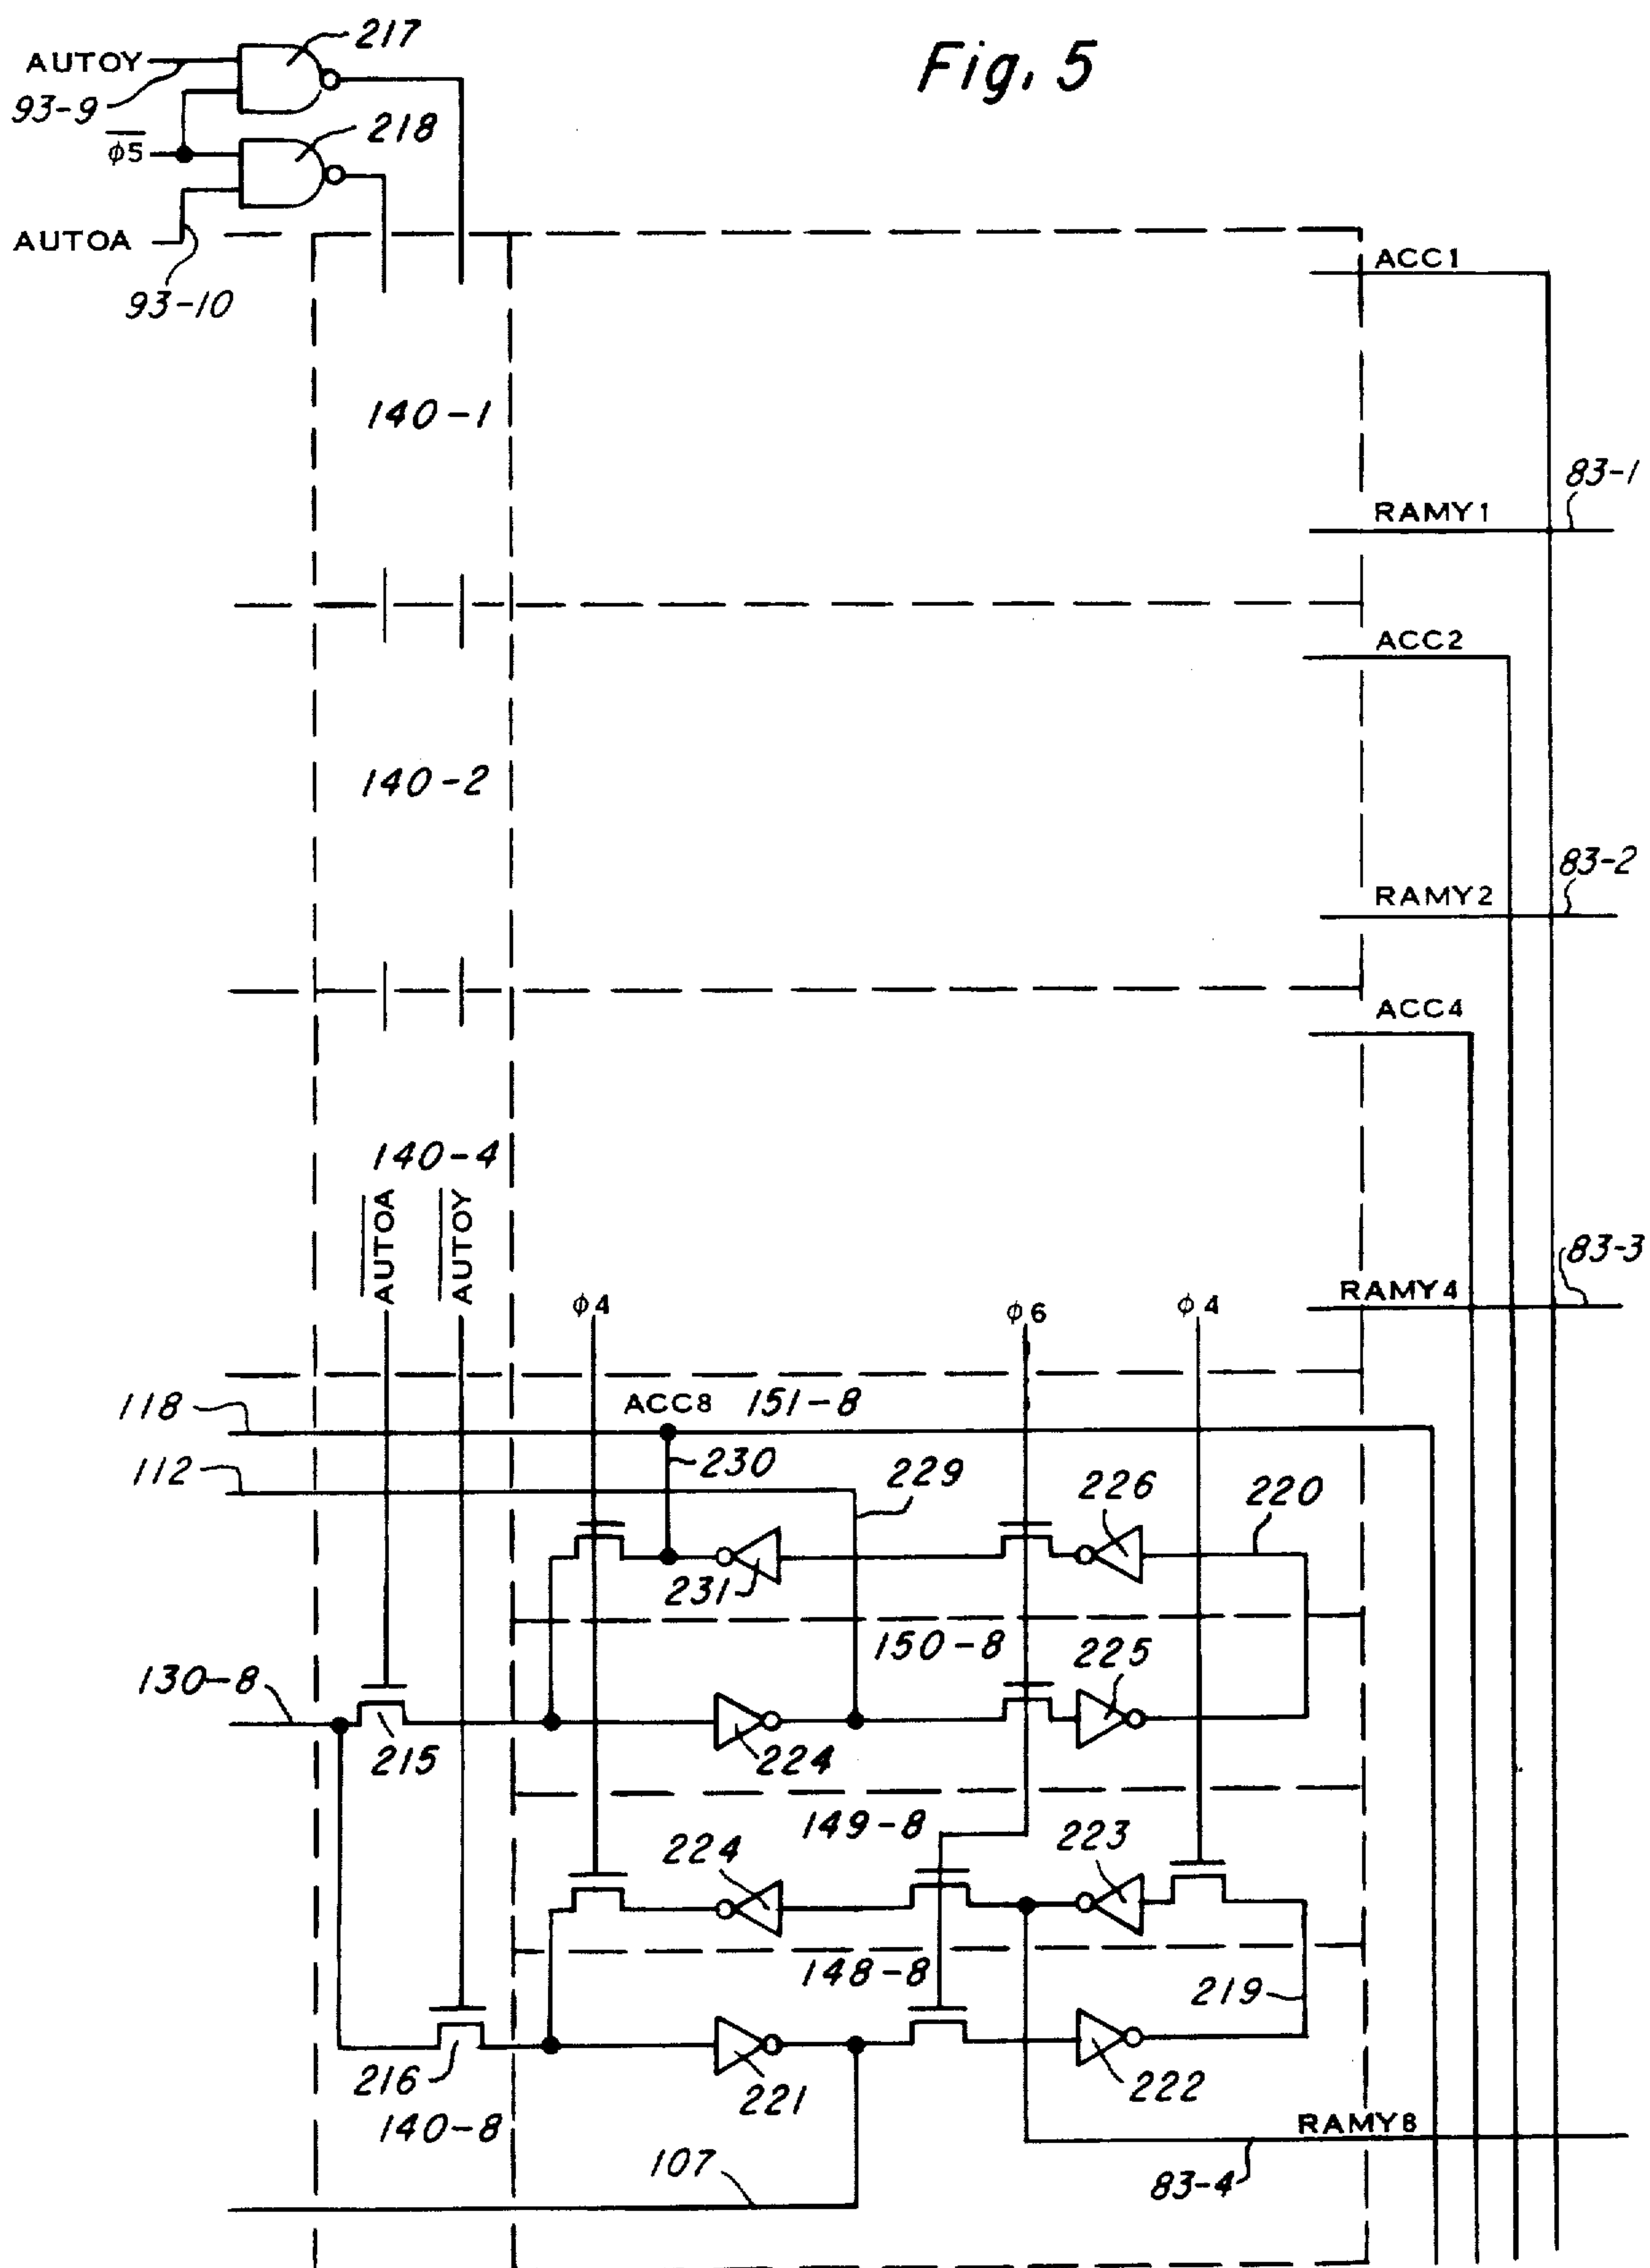 Fig. 5
217
AUTOY
93-9
218
φ5
AUTOA
93-10
ACC1
140-1
83-1
RAMY1
ACC2
140-2
83-2
RAMY2
ACC4
140-4
AUTOA
AUTOY
83-3
RAMY4
φ4
φ6
φ4
118
ACC8
151-8
112
230
229
226
220
231
150-8
225
130-8
215
224
149-8
224
223
148-8
219
216
221
222
140-8
RAMY8
107
83-4